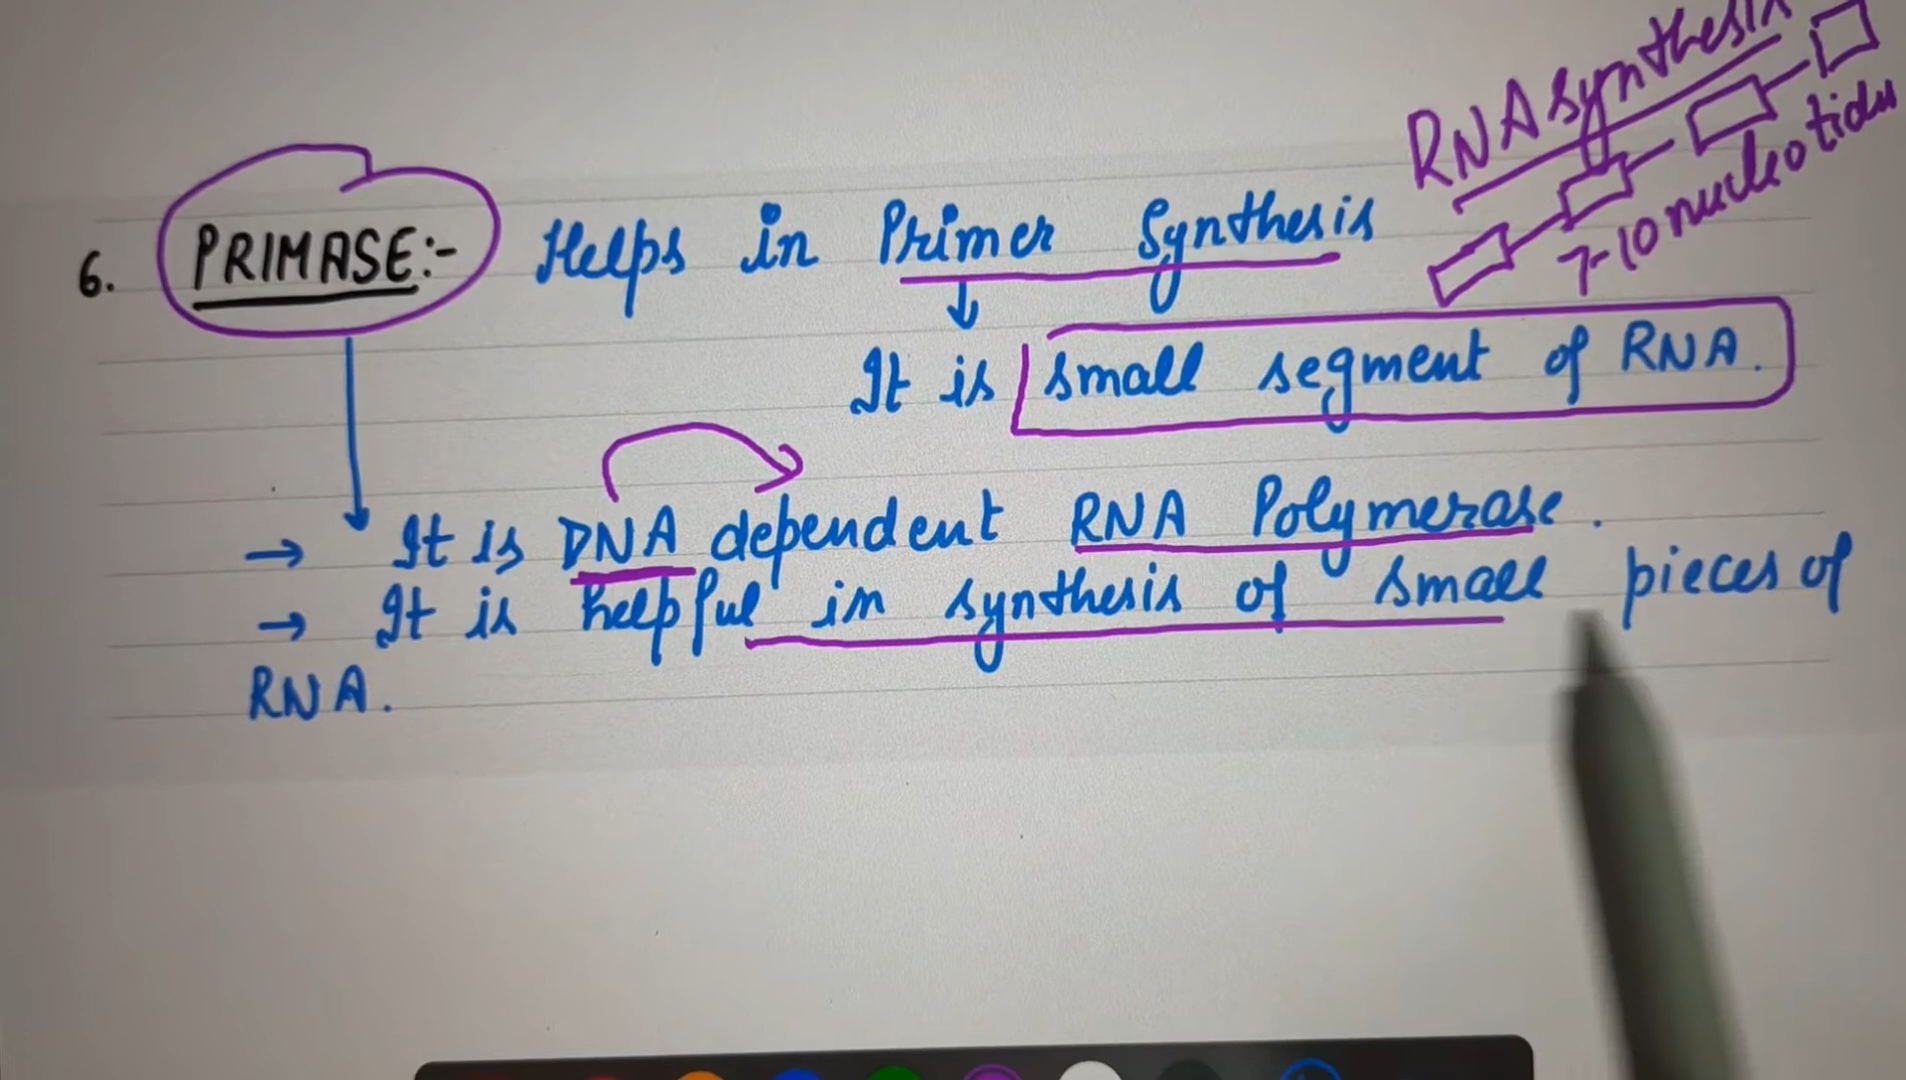 RNA synthesis
7-10 nucleotides
6. PRIMASE:- Helps in Primer Synthesis
↓
It is small segment of RNA.
→ It is DNA dependent RNA Polymerase.
→ It is helpful in synthesis of small pieces of
RNA.